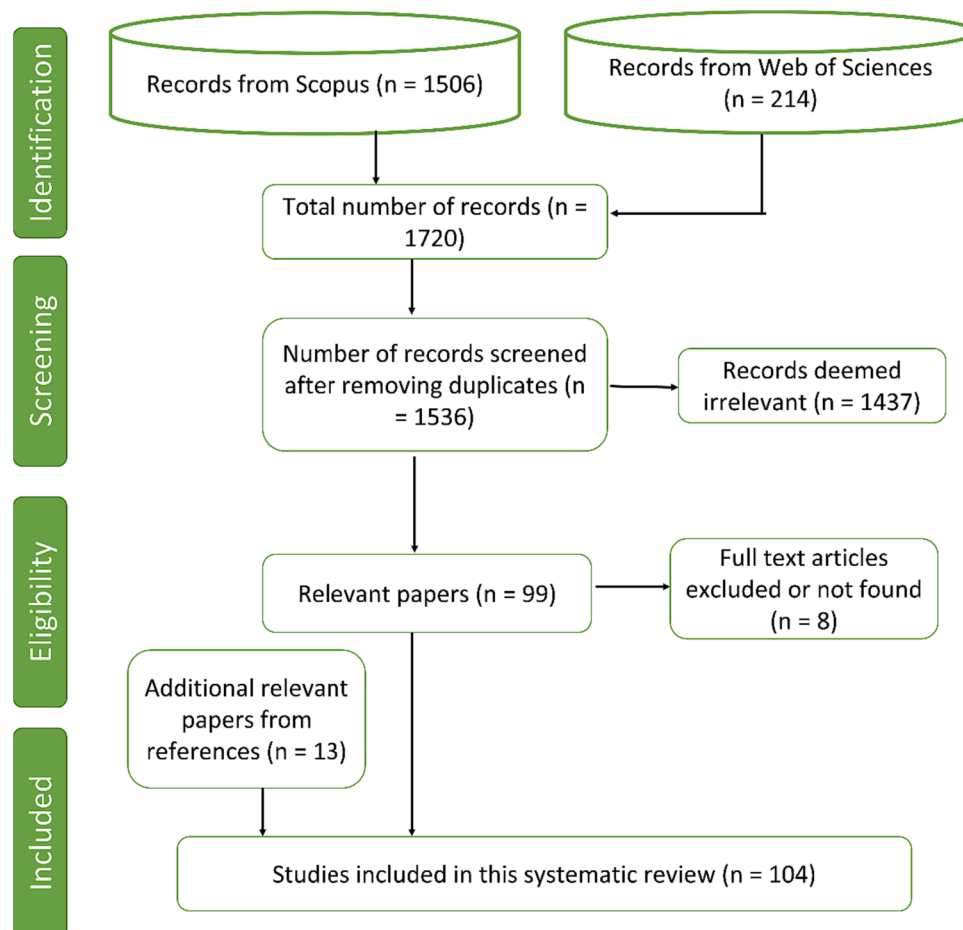 Identification
Records from Scopus (n = 1506)
Records from Web of Sciences
(n = 214)
Total number of records (n =
1720)
Screening
Number of records screened
after removing duplicates (n
= 1536)
Records deemed
irrelevant (n = 1437)
Eligibility
Relevant papers (n = 99)
Full text articles
excluded or not found
(n = 8)
Additional relevant
papers from
references (n = 13)
Included
Studies included in this systematic review (n = 104)